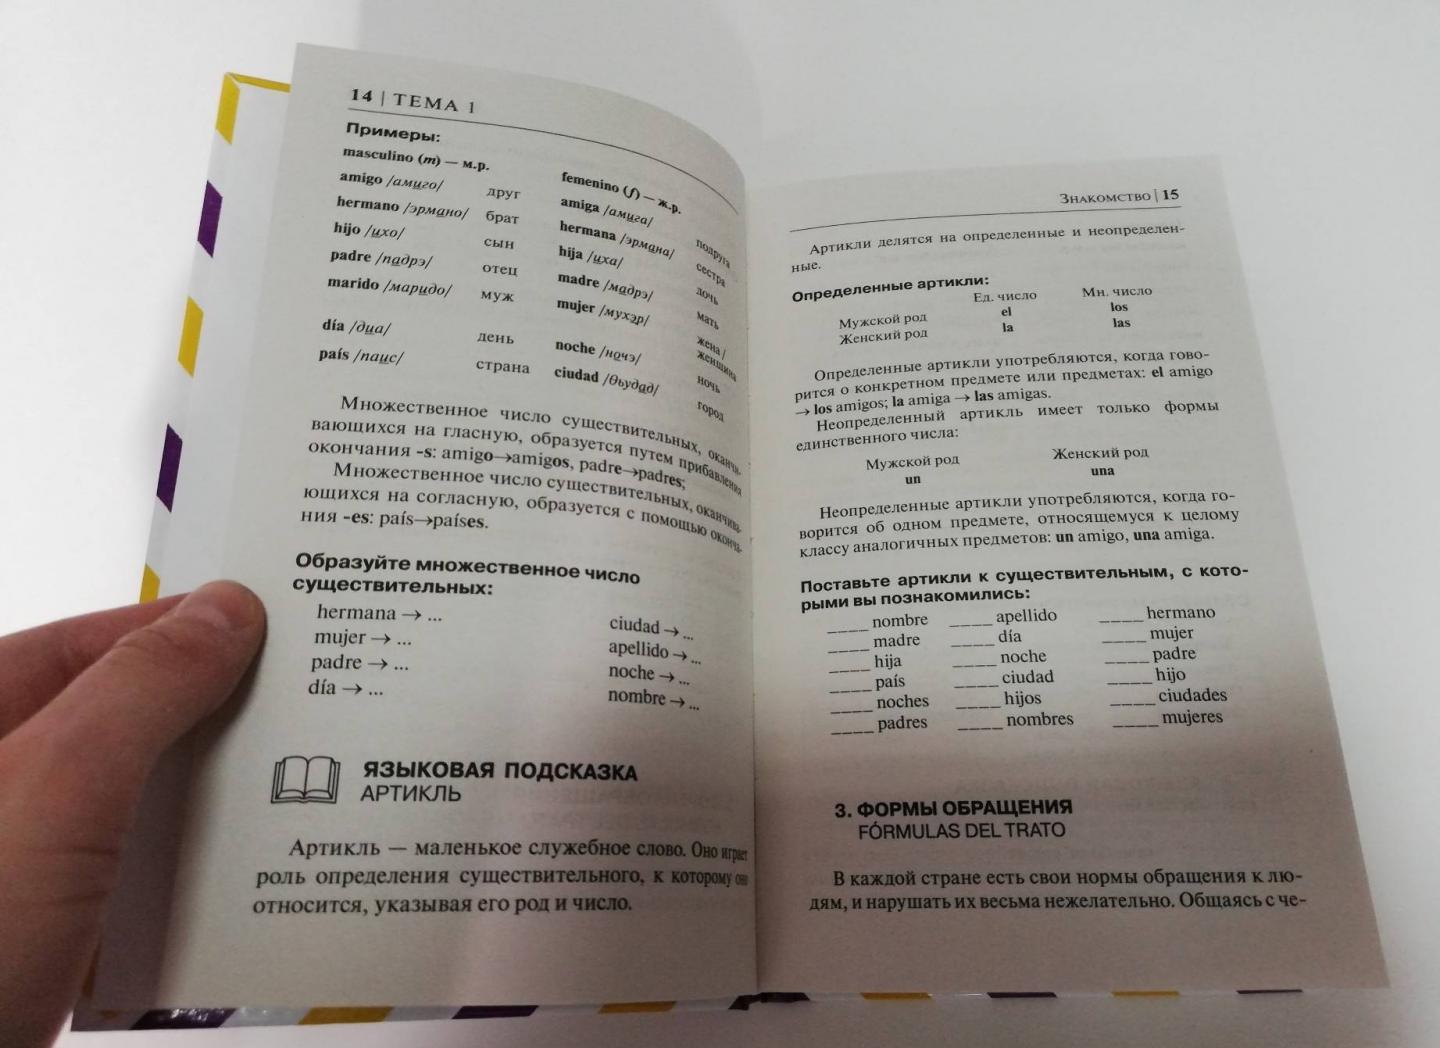 14 | ТЕМА 1
Примеры:
masculino (m) — м.р.
femenino (f) — ж.р.
amigo /амиго/ друг amiga /амига/ подруга
hermano /эрмано/ брат hermana /эрмана/ сестра
hijo /ихо/ сын hija /иха/ дочь
padre /падрэ/ отец madre /мадрэ/ мать
marido /маридо/ муж mujer /мухэр/ жена /
женщина
día /диа/ день noche /ночэ/ ночь
país /паис/ страна ciudad /θьудад/ город
Множественное число существительных, оканчи-
вающихся на гласную, образуется путем прибавления
окончания -s: amigo→amigos, padre→padres;
Множественное число существительных, оканчива-
ющихся на согласную, образуется с помощью оконча-
ния -es: país→países.
Образуйте множественное число
существительных:
hermana → ... ciudad → ...
mujer → ... apellido → ...
padre → ... noche → ...
día → ... nombre → ...
ЯЗЫКОВАЯ ПОДСКАЗКА
АРТИКЛЬ
Артикль — маленькое служебное слово. Оно играет
роль определения существительного, к которому оно
относится, указывая его род и число.
Знакомство | 15
Артикли делятся на определенные и неопределен-
ные.
Определенные артикли:
Ед. число Мн. число
Мужской род el los
Женский род la las
Определенные артикли употребляются, когда гово-
рится о конкретном предмете или предметах: el amigo
→ los amigos; la amiga → las amigas.
Неопределенный артикль имеет только формы
единственного числа:
Мужской род Женский род
un una
Неопределенные артикли употребляются, когда го-
ворится об одном предмете, относящемуся к целому
классу аналогичных предметов: un amigo, una amiga.
Поставьте артикли к существительным, с кото-
рыми вы познакомились:
____ nombre ____ apellido ____ hermano
____ madre ____ día ____ mujer
____ hija ____ noche ____ padre
____ país ____ ciudad ____ hijo
____ noches ____ hijos ____ ciudades
____ padres ____ nombres ____ mujeres
3. ФОРМЫ ОБРАЩЕНИЯ
FÓRMULAS DEL TRATO
В каждой стране есть свои нормы обращения к лю-
дям, и нарушать их весьма нежелательно. Общаясь с че-